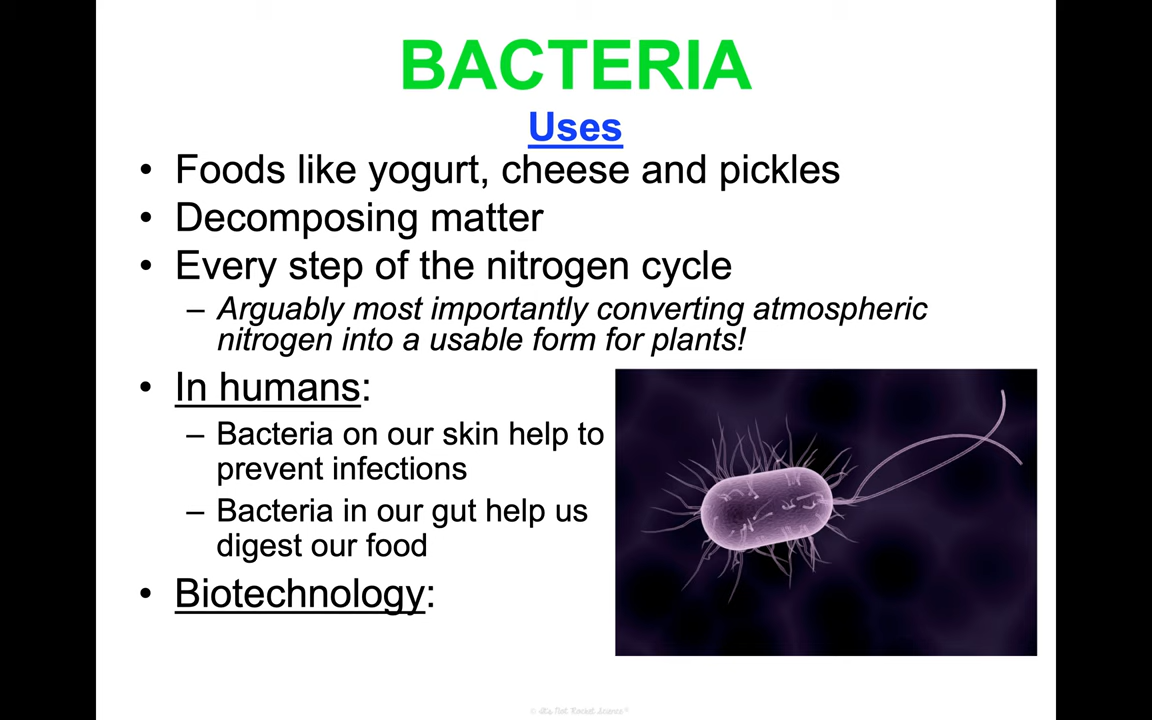 BACTERIA
Uses
• Foods like yogurt, cheese and pickles
• Decomposing matter
• Every step of the nitrogen cycle
– Arguably most importantly converting atmospheric
nitrogen into a usable form for plants!
• In humans:
– Bacteria on our skin help to
prevent infections
– Bacteria in our gut help us
digest our food
• Biotechnology: